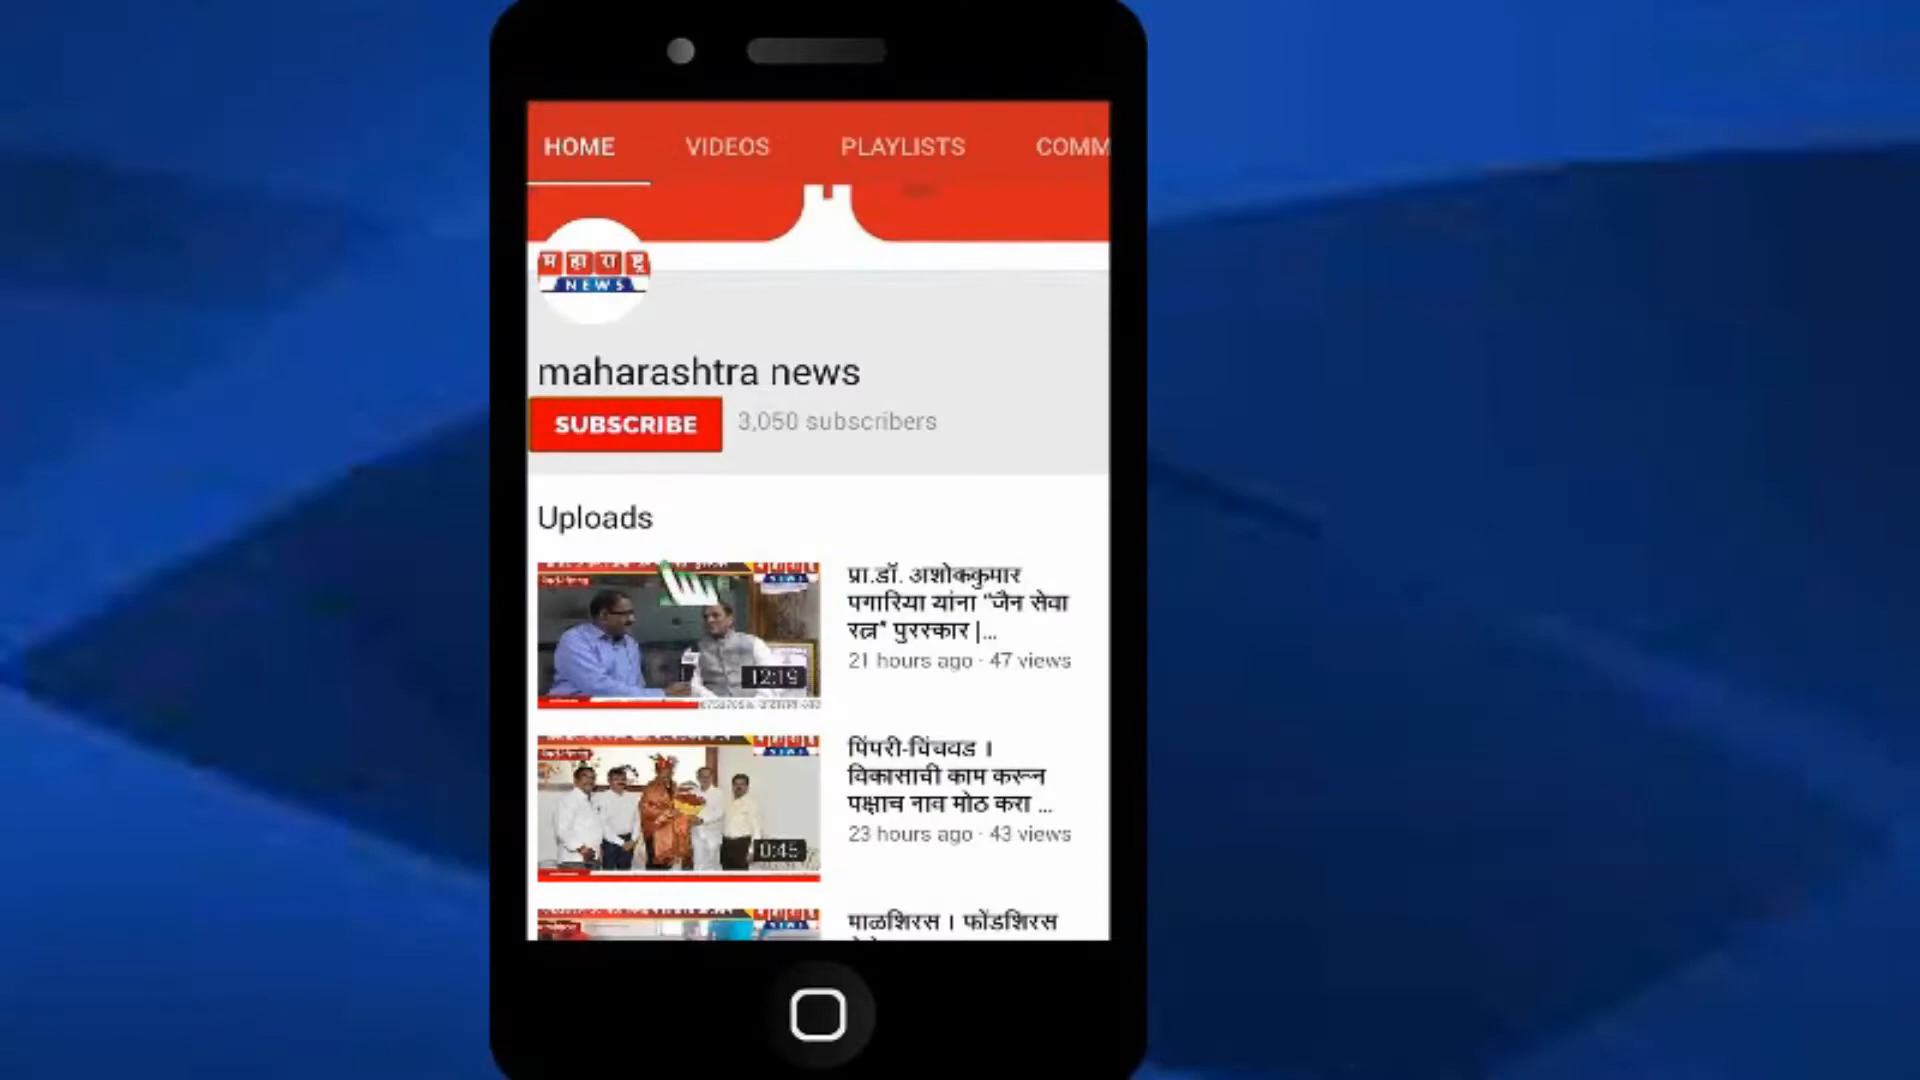 HOME VIDEOS PLAYLISTS COMM
महाराष्ट्र
NEWS
maharashtra news
SUBSCRIBE 3,050 subscribers
Uploads
प्रा.डॉ. अशोककुमार
पगारिया यांना "जैन सेवा
रत्न" पुरस्कार |...
21 hours ago · 47 views
12:19
पिंपरी-चिंचवड ।
विकासाची काम करून
पक्षाच नाव मोठ करा ...
23 hours ago · 43 views
0:45
माळशिरस । फोंडशिरस